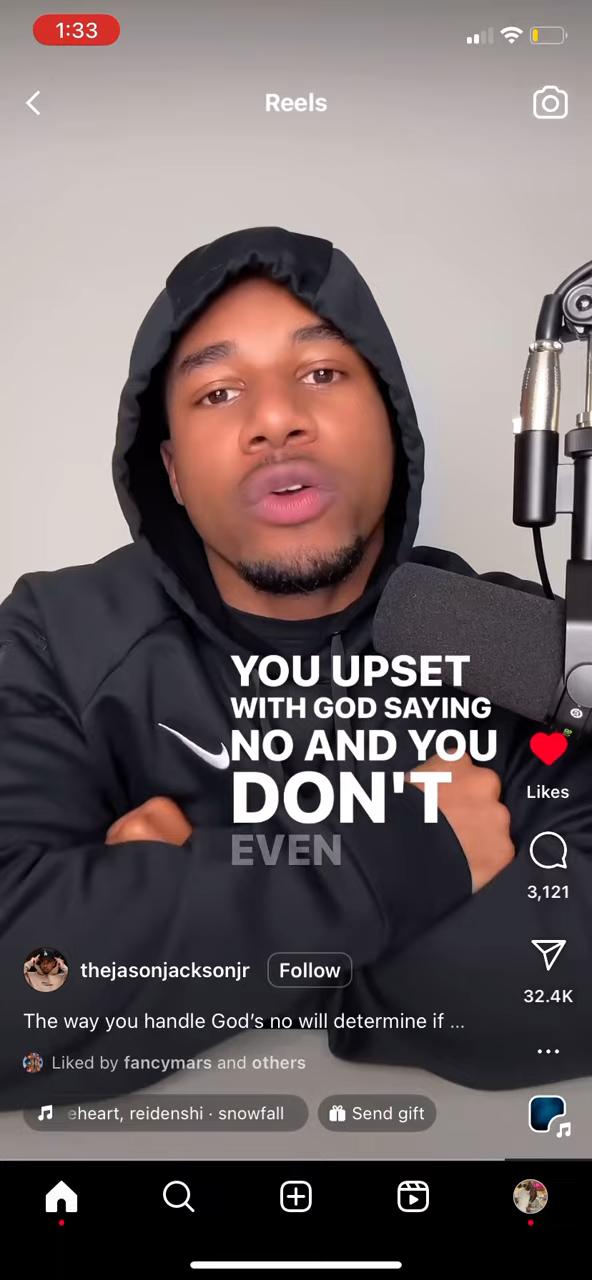 1:33
Reels
YOU UPSET
WITH GOD SAYING
NO AND YOU
DON'T
EVEN
Likes
3,121
32.4K
thejasonjacksonjr Follow
The way you handle God’s no will determine if ...
Liked by fancymars and others
eheart, reidenshi · snowfall Send gift